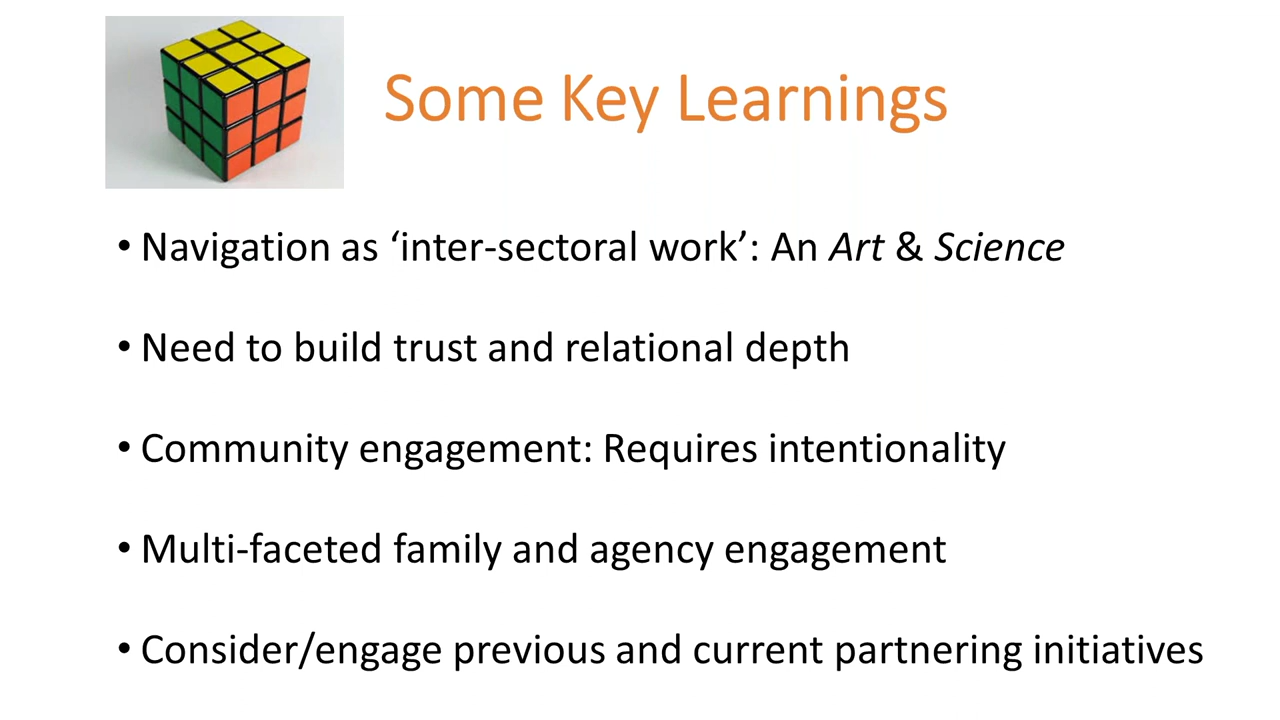 Some Key Learnings
• Navigation as ‘inter-sectoral work’: An Art & Science
• Need to build trust and relational depth
• Community engagement: Requires intentionality
• Multi-faceted family and agency engagement
• Consider/engage previous and current partnering initiatives